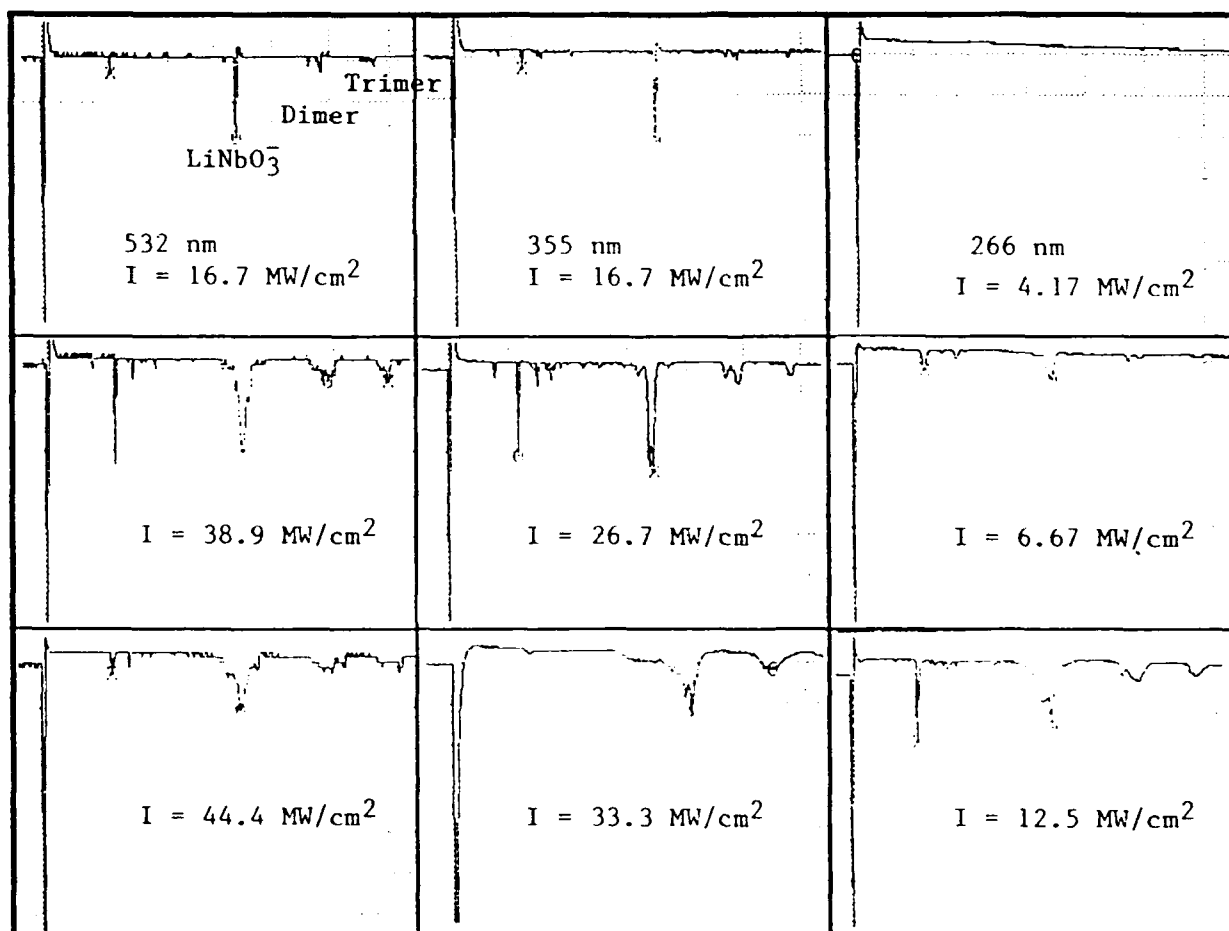 Trimer
Dimer
LiNbO₃⁻
532 nm
I = 16.7 MW/cm²
355 nm
I = 16.7 MW/cm²
266 nm
I = 4.17 MW/cm²
I = 38.9 MW/cm²
I = 26.7 MW/cm²
I = 6.67 MW/cm²
I = 44.4 MW/cm²
I = 33.3 MW/cm²
I = 12.5 MW/cm²